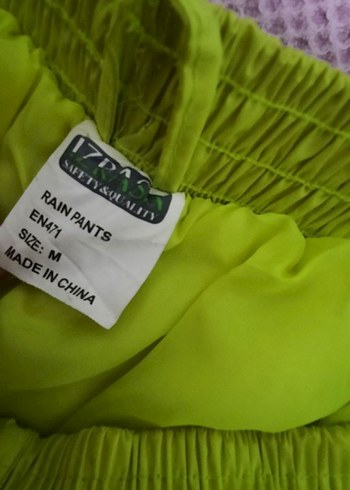 SAFETY&QUALITY
RAIN PANTS
EN471
SIZE: M
MADE IN CHINA